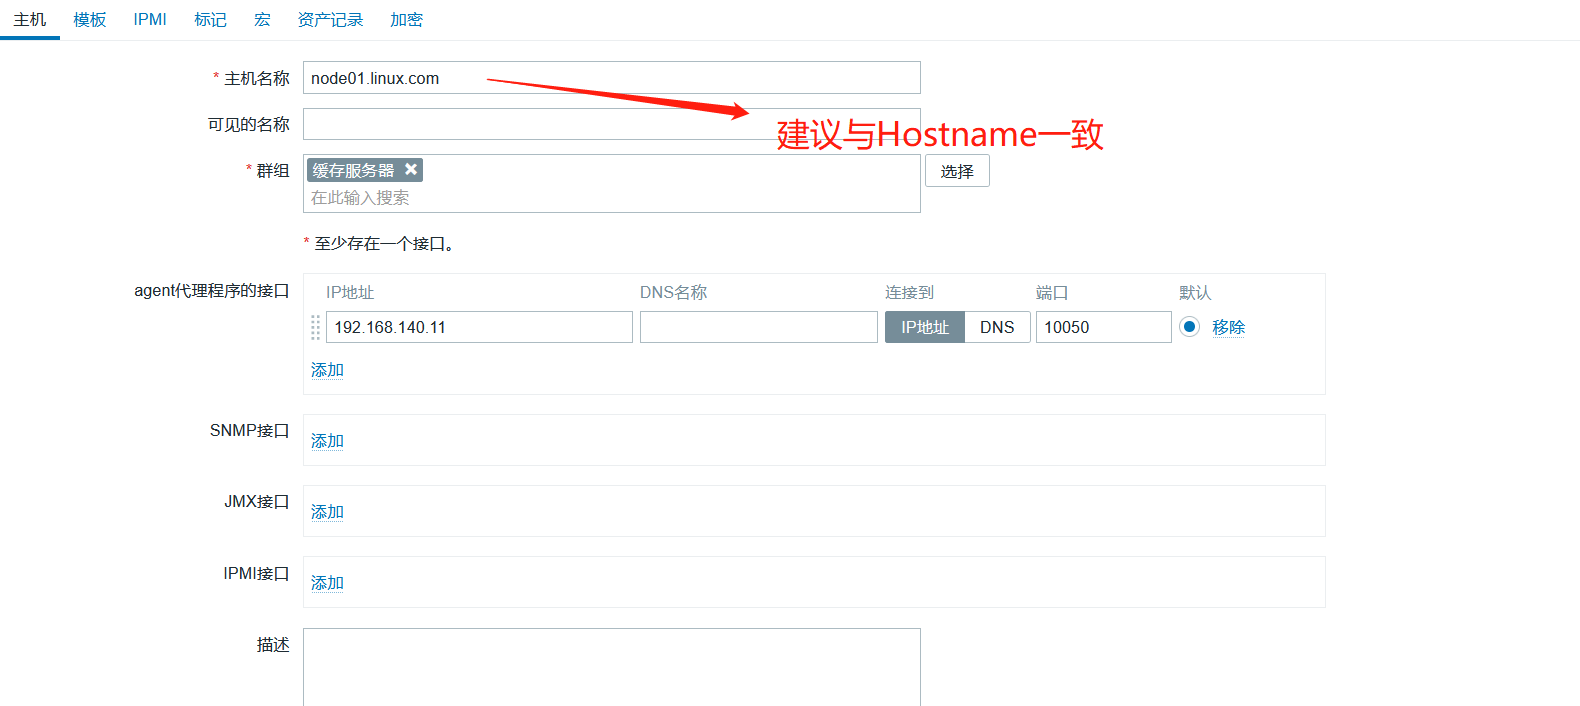 主机 模板 IPMI 标记 宏 资产记录 加密
* 主机名称 node01.linux.com
可见的名称
建议与Hostname一致
* 群组 缓存服务器 ✖ 选择
在此输入搜索
* 至少存在一个接口。
agent代理程序的接口 IP地址 DNS名称 连接到 端口 默认
192.168.140.11 IP地址 DNS 10050 移除
添加
SNMP接口 添加
JMX接口 添加
IPMI接口 添加
描述